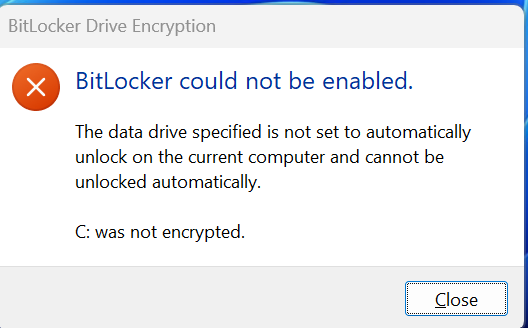 BitLocker Drive Encryption
BitLocker could not be enabled.
The data drive specified is not set to automatically
unlock on the current computer and cannot be
unlocked automatically.
C: was not encrypted.
Close